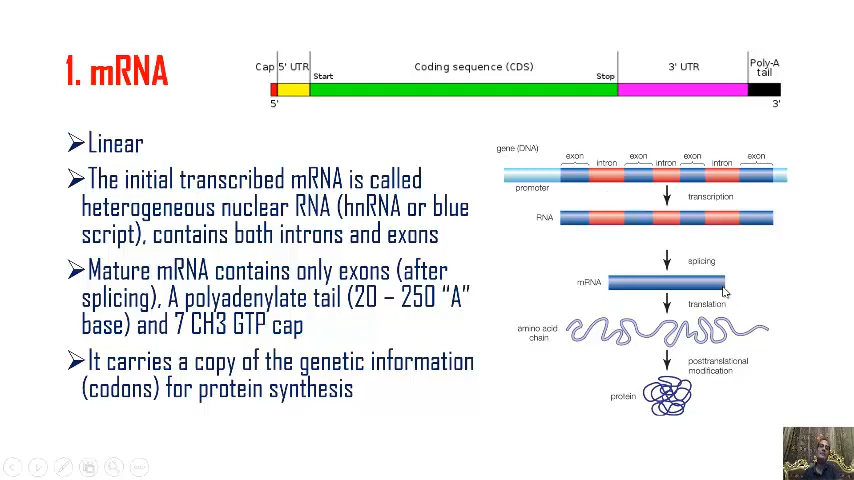 1. mRNA
Cap 5' UTR Coding sequence (CDS) 3' UTR Poly-A
tail
Start Stop
5' 3'
Linear
The initial transcribed mRNA is called
heterogeneous nuclear RNA (hnRNA or blue
script), contains both introns and exons
Mature mRNA contains only exons (after
splicing), A polyadenylate tail (20 – 250 “A”
base) and 7 CH3 GTP cap
It carries a copy of the genetic information
(codons) for protein synthesis
gene (DNA)
exon intron exon intron exon intron exon
promoter
transcription
RNA
splicing
mRNA
translation
amino acid
chain
posttranslational
modification
protein